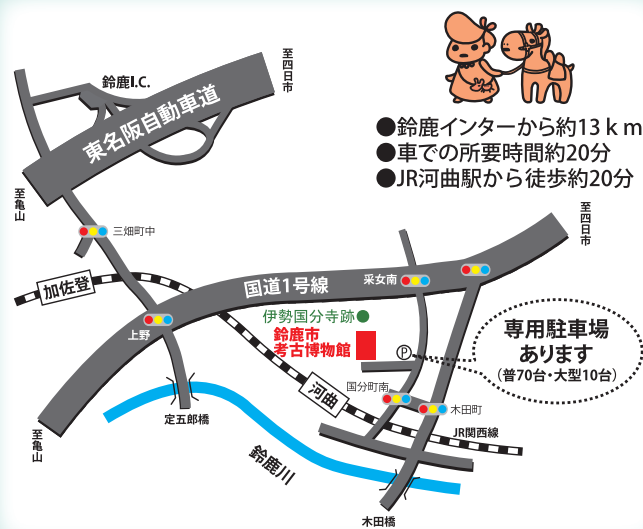 至四日市
鈴鹿I.C.
東名阪自動車道
●鈴鹿インターから約13ｋｍ
●車での所要時間約20分
●JR河曲駅から徒歩約20分
至亀山
三畑町中
至四日市
加佐登
国道1号線
采女南
上野
伊勢国分寺跡●
鈴鹿市
考古博物館
P
専用駐車場
あります
（普70台・大型10台）
国分町南
河曲
木田町
定五郎橋
JR関西線
至亀山
鈴鹿川
木田橋